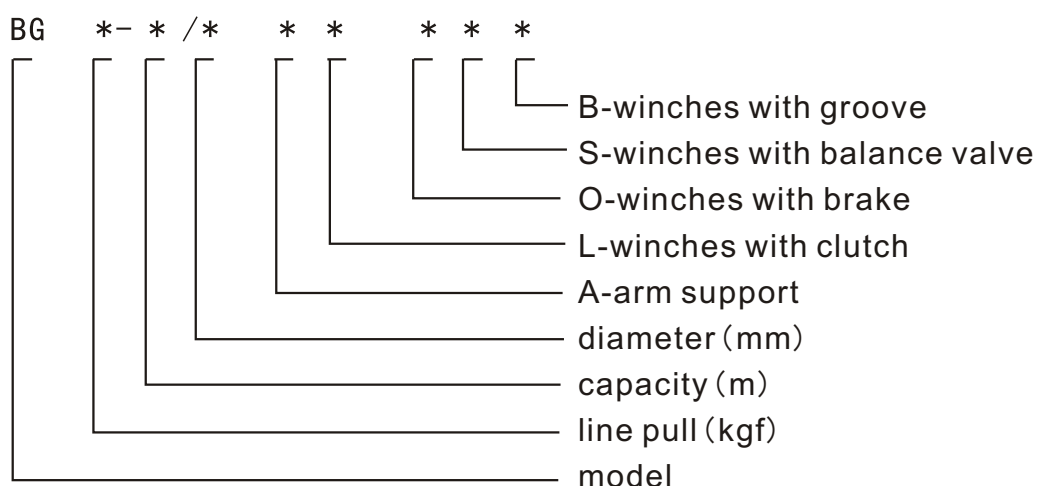 BG *- * /* * * * * *
B-winches with groove
S-winches with balance valve
O-winches with brake
L-winches with clutch
A-arm support
diameter（mm）
capacity（m）
line pull（kgf）
model